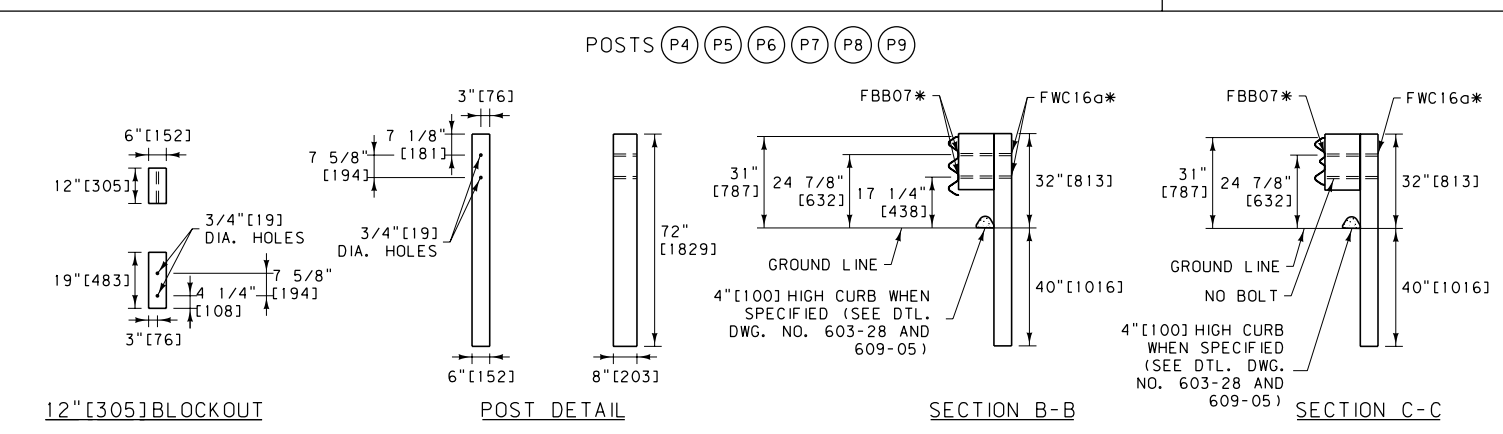 POSTS P4 P5 P6 P7 P8 P9
6"[152]
12"[305]
3/4"[19]
DIA. HOLES
19"[483]
7 5/8"
[194]
4 1/4"
[108]
3"[76]
12"[305]BLOCKOUT
3"[76]
7 1/8"
[181]
7 5/8"
[194]
3/4"[19]
DIA. HOLES
72"
[1829]
6"[152]
8"[203]
POST DETAIL
FBB07*
FWC16a*
31"
[787]
24 7/8"
[632]
17 1/4"
[438]
32"[813]
GROUND LINE
4"[100] HIGH CURB WHEN
SPECIFIED (SEE DTL.
DWG. NO. 603-28 AND
609-05)
40"[1016]
SECTION B-B
FBB07*
FWC16a*
31"
[787]
24 7/8"
[632]
32"[813]
GROUND LINE
NO BOLT
4"[100] HIGH CURB
WHEN SPECIFIED
(SEE DTL. DWG.
NO. 603-28 AND
609-05)
40"[1016]
SECTION C-C